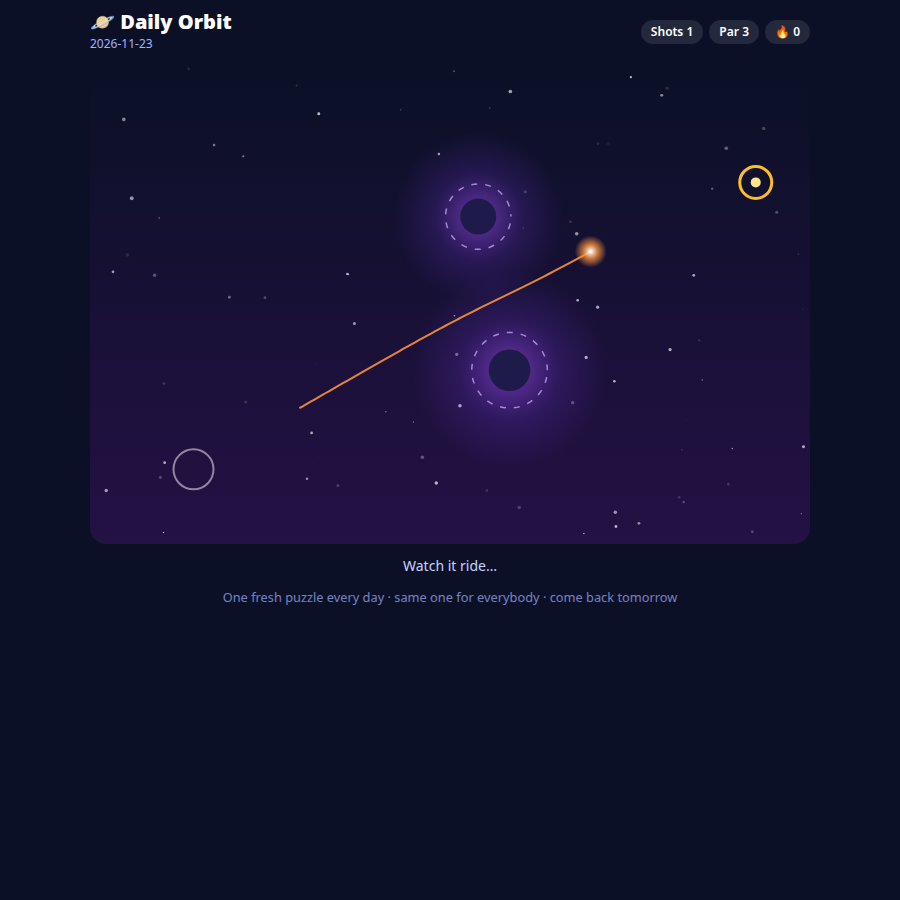 🪐 Daily Orbit
2026-11-23
Shots 1
Par 3
🔥 0
Watch it ride…
One fresh puzzle every day · same one for everybody · come back tomorrow